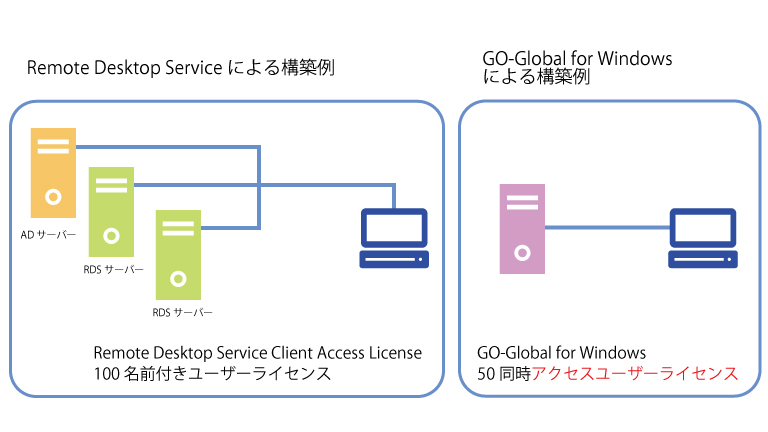 Remote Desktop Service による構築例
GO-Global for Windows
による構築例
AD サーバー
RDS サーバー
RDS サーバー
Remote Desktop Service Client Access License
100 名前付きユーザーライセンス
GO-Global for Windows
50 同時アクセスユーザーライセンス